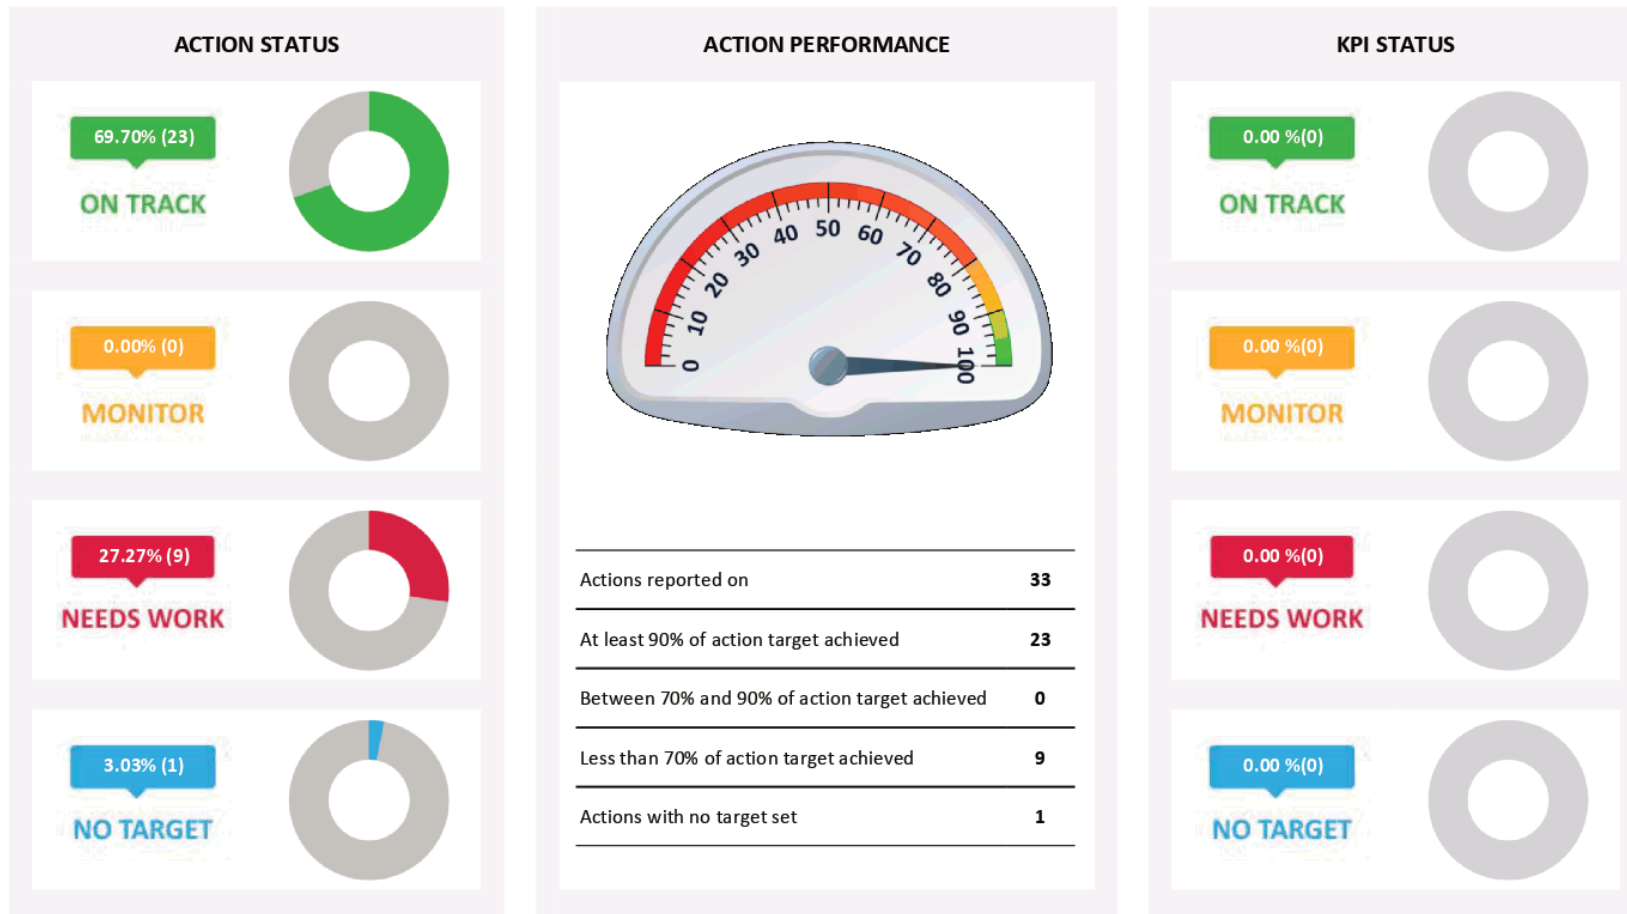 ACTION STATUS
69.70% (23)
ON TRACK
0.00% (0)
MONITOR
27.27% (9)
NEEDS WORK
3.03% (1)
NO TARGET
ACTION PERFORMANCE
0
10
20
30
40
50
60
70
80
90
100
Actions reported on 33
At least 90% of action target achieved 23
Between 70% and 90% of action target achieved 0
Less than 70% of action target achieved 9
Actions with no target set 1
KPI STATUS
0.00 %(0)
ON TRACK
0.00 %(0)
MONITOR
0.00 %(0)
NEEDS WORK
0.00 %(0)
NO TARGET